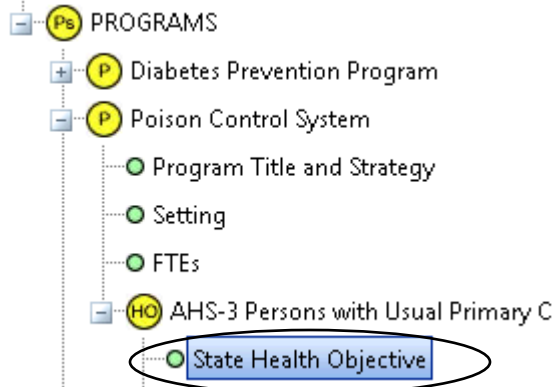 Ps PROGRAMS
P Diabetes Prevention Program
P Poison Control System
Program Title and Strategy
Setting
FTEs
HO AHS-3 Persons with Usual Primary C
State Health Objective